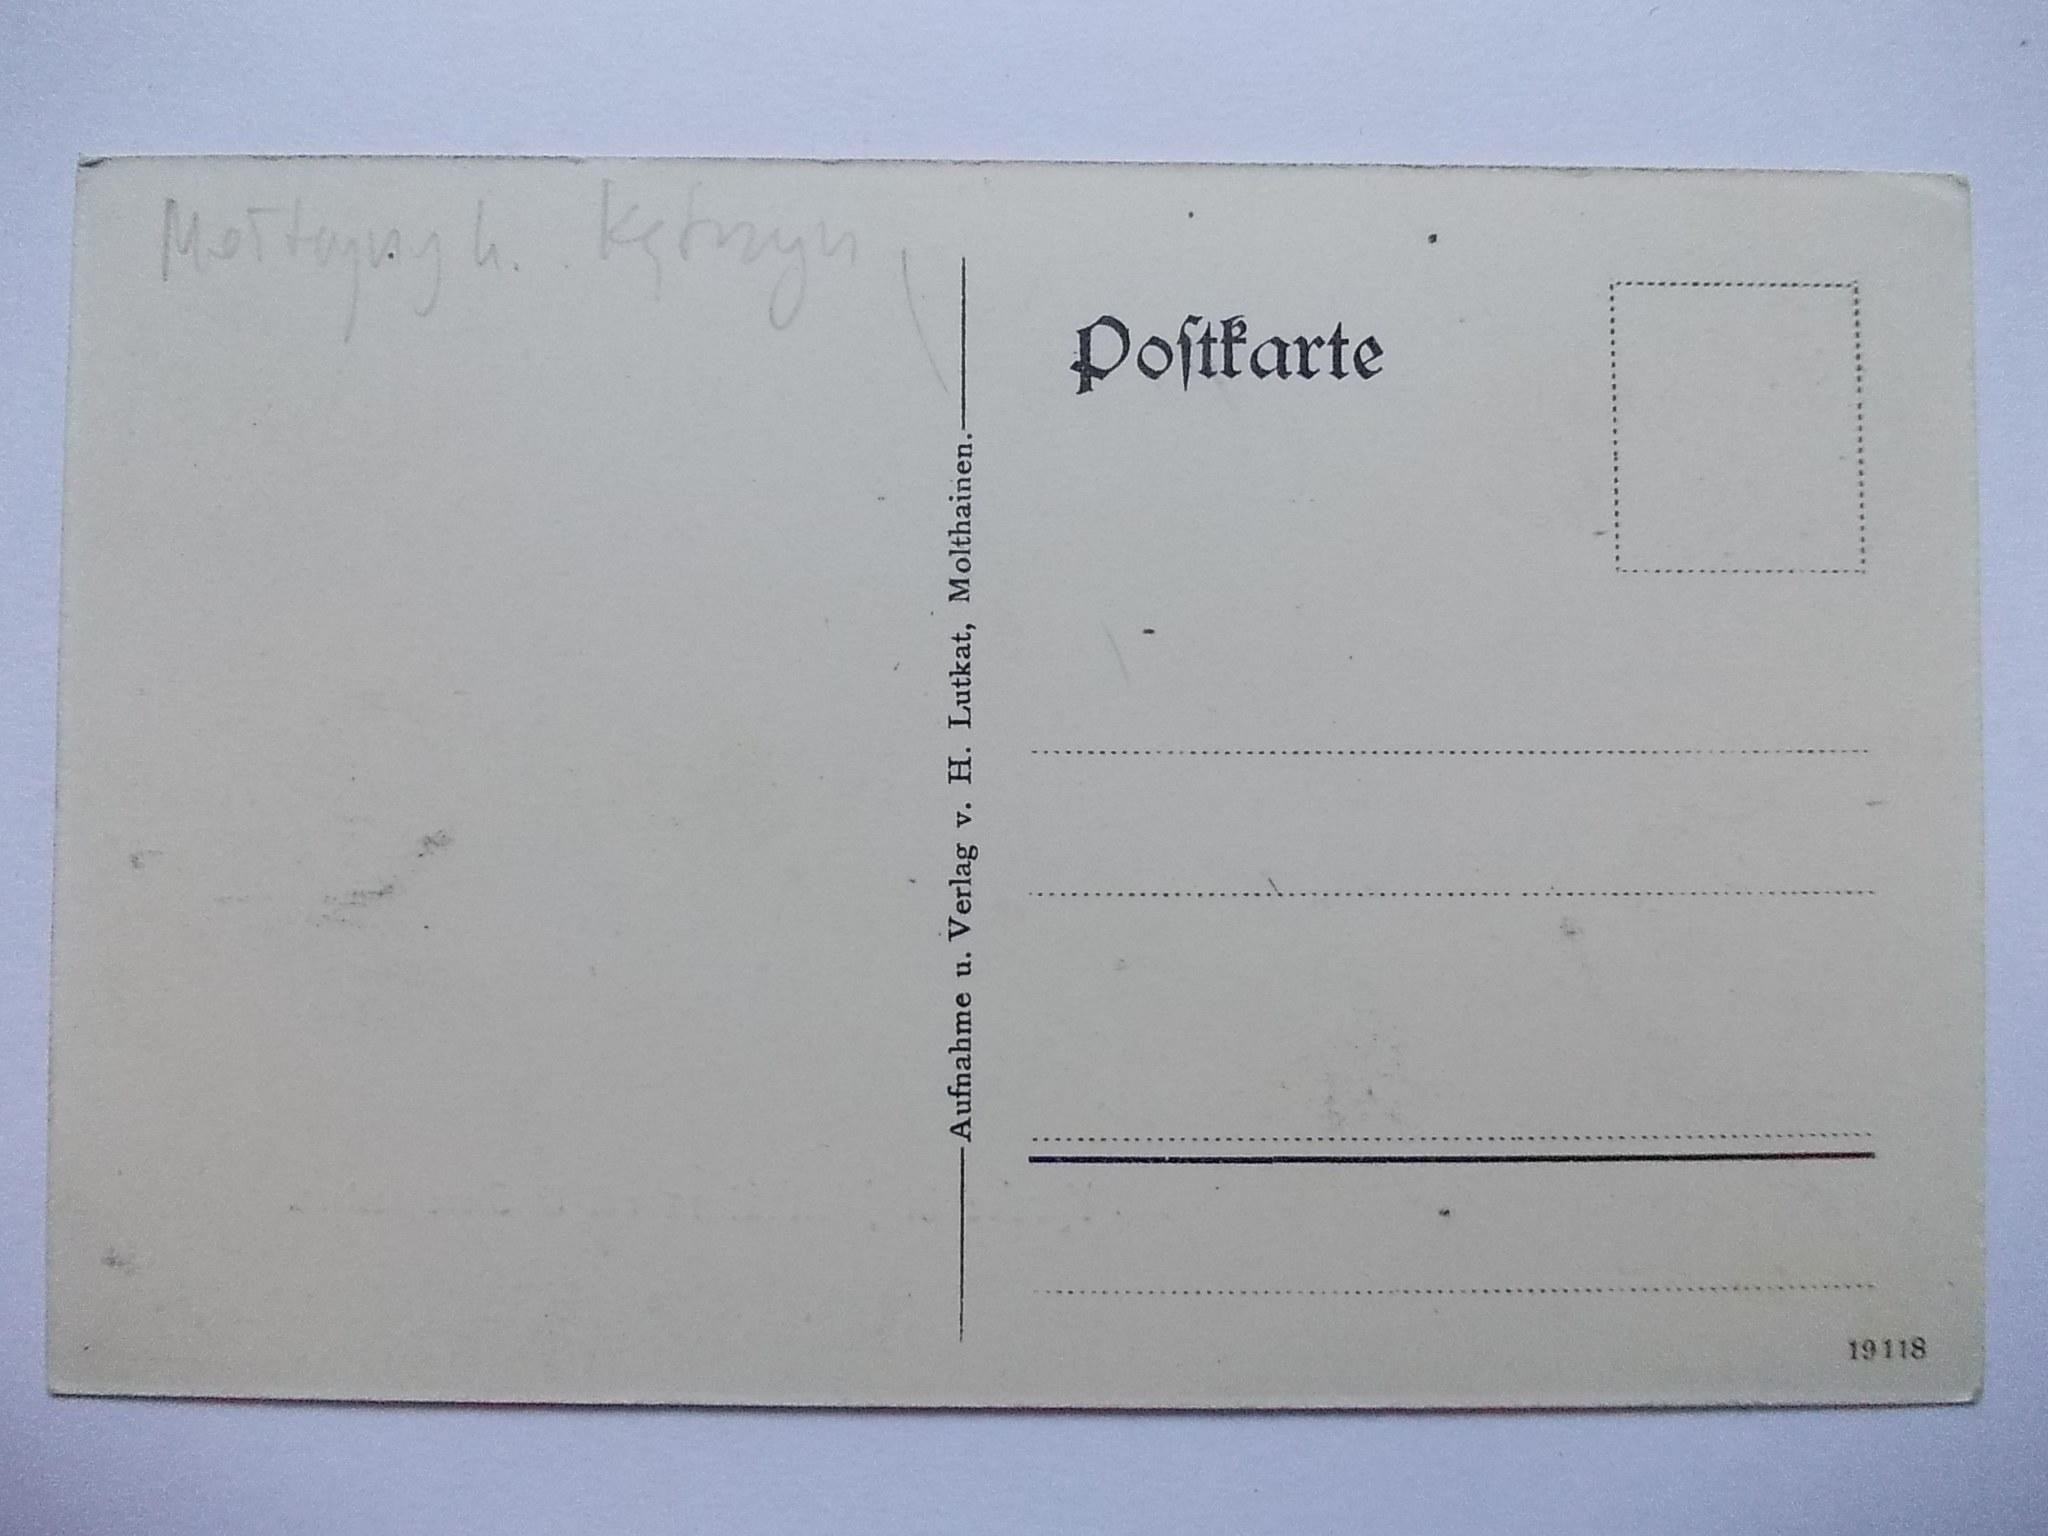 Mołtajny k. Kętrzyn
Postkarte
Aufnahme u. Verlag v. H. Lutkat, Molthainen.
19118